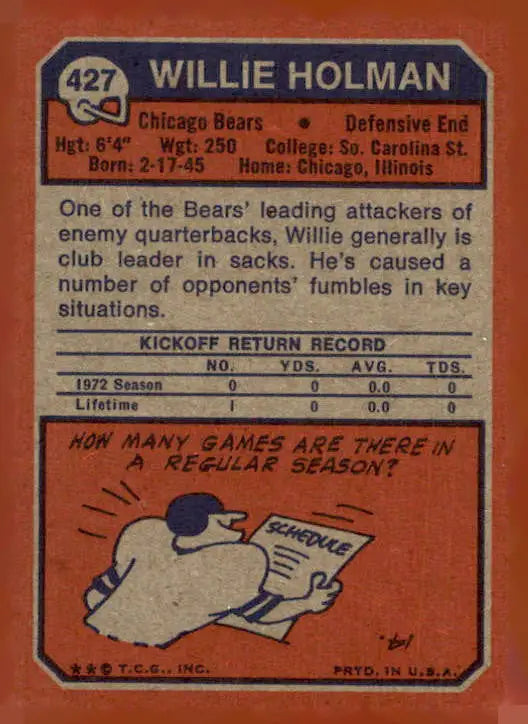 427 WILLIE HOLMAN
Chicago Bears • Defensive End
Hgt: 6'4" Wgt: 250 College: So. Carolina St.
Born: 2-17-45 Home: Chicago, Illinois
One of the Bears' leading attackers of
enemy quarterbacks, Willie generally is
club leader in sacks. He's caused a
number of opponents' fumbles in key
situations.
KICKOFF RETURN RECORD
NO. YDS. AVG. TDS.
1972 Season 0 0 0.0 0
Lifetime 1 0 0.0 0
HOW MANY GAMES ARE THERE IN
A REGULAR SEASON?
SCHEDULE
**© T.C.G., INC. PRTD. IN U.S.A.